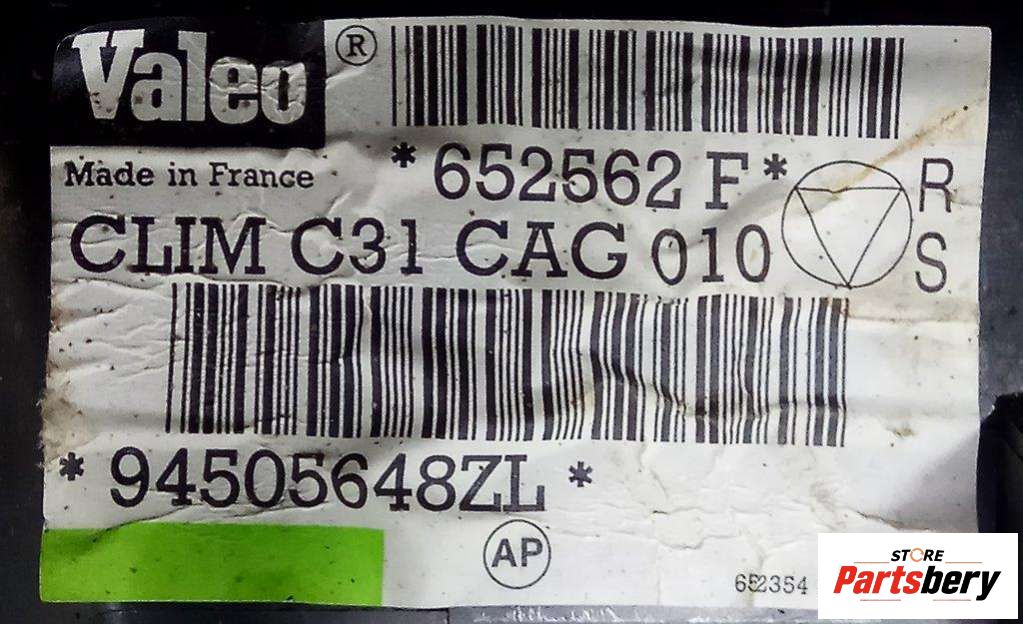 Valeo ®
*652562 F*
Made in France
R
CLIM C31 CAG 010
S
*94505648ZL*
AP
652354
STORE
Partsbery